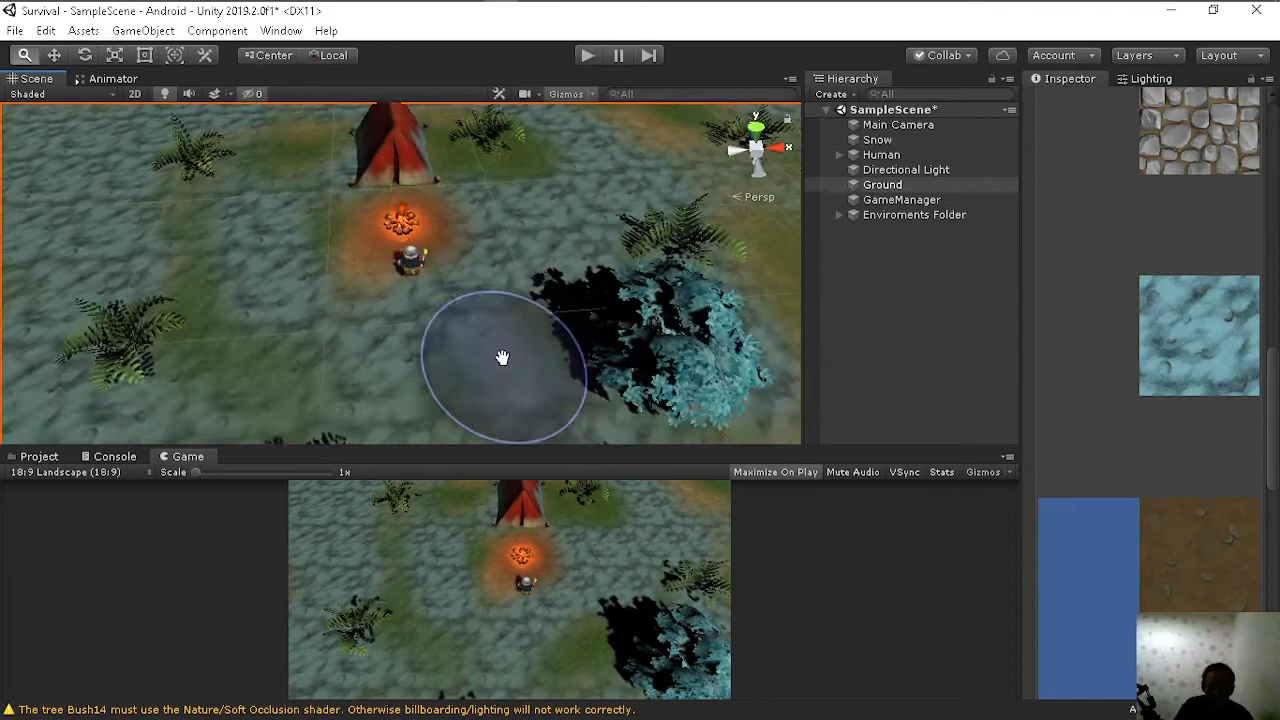 Survival - SampleScene - Android - Unity 2019.2.0f1* <DX11>
File Edit Assets GameObject Component Window Help
Center Local Collab Account Layers Layout
Scene Animator Hierarchy Inspector Lighting
Shaded 2D 0 Gizmos All Create All
SampleScene*
Main Camera
Snow
Human
Directional Light
Ground
GameManager
Enviroments Folder
y
x
Persp
Project Console Game
18:9 Landscape (18:9) Scale 1x Maximize On Play Mute Audio VSync Stats Gizmos
The tree Bush14 must use the Nature/Soft Occlusion shader. Otherwise billboarding/lighting will not work correctly.
A